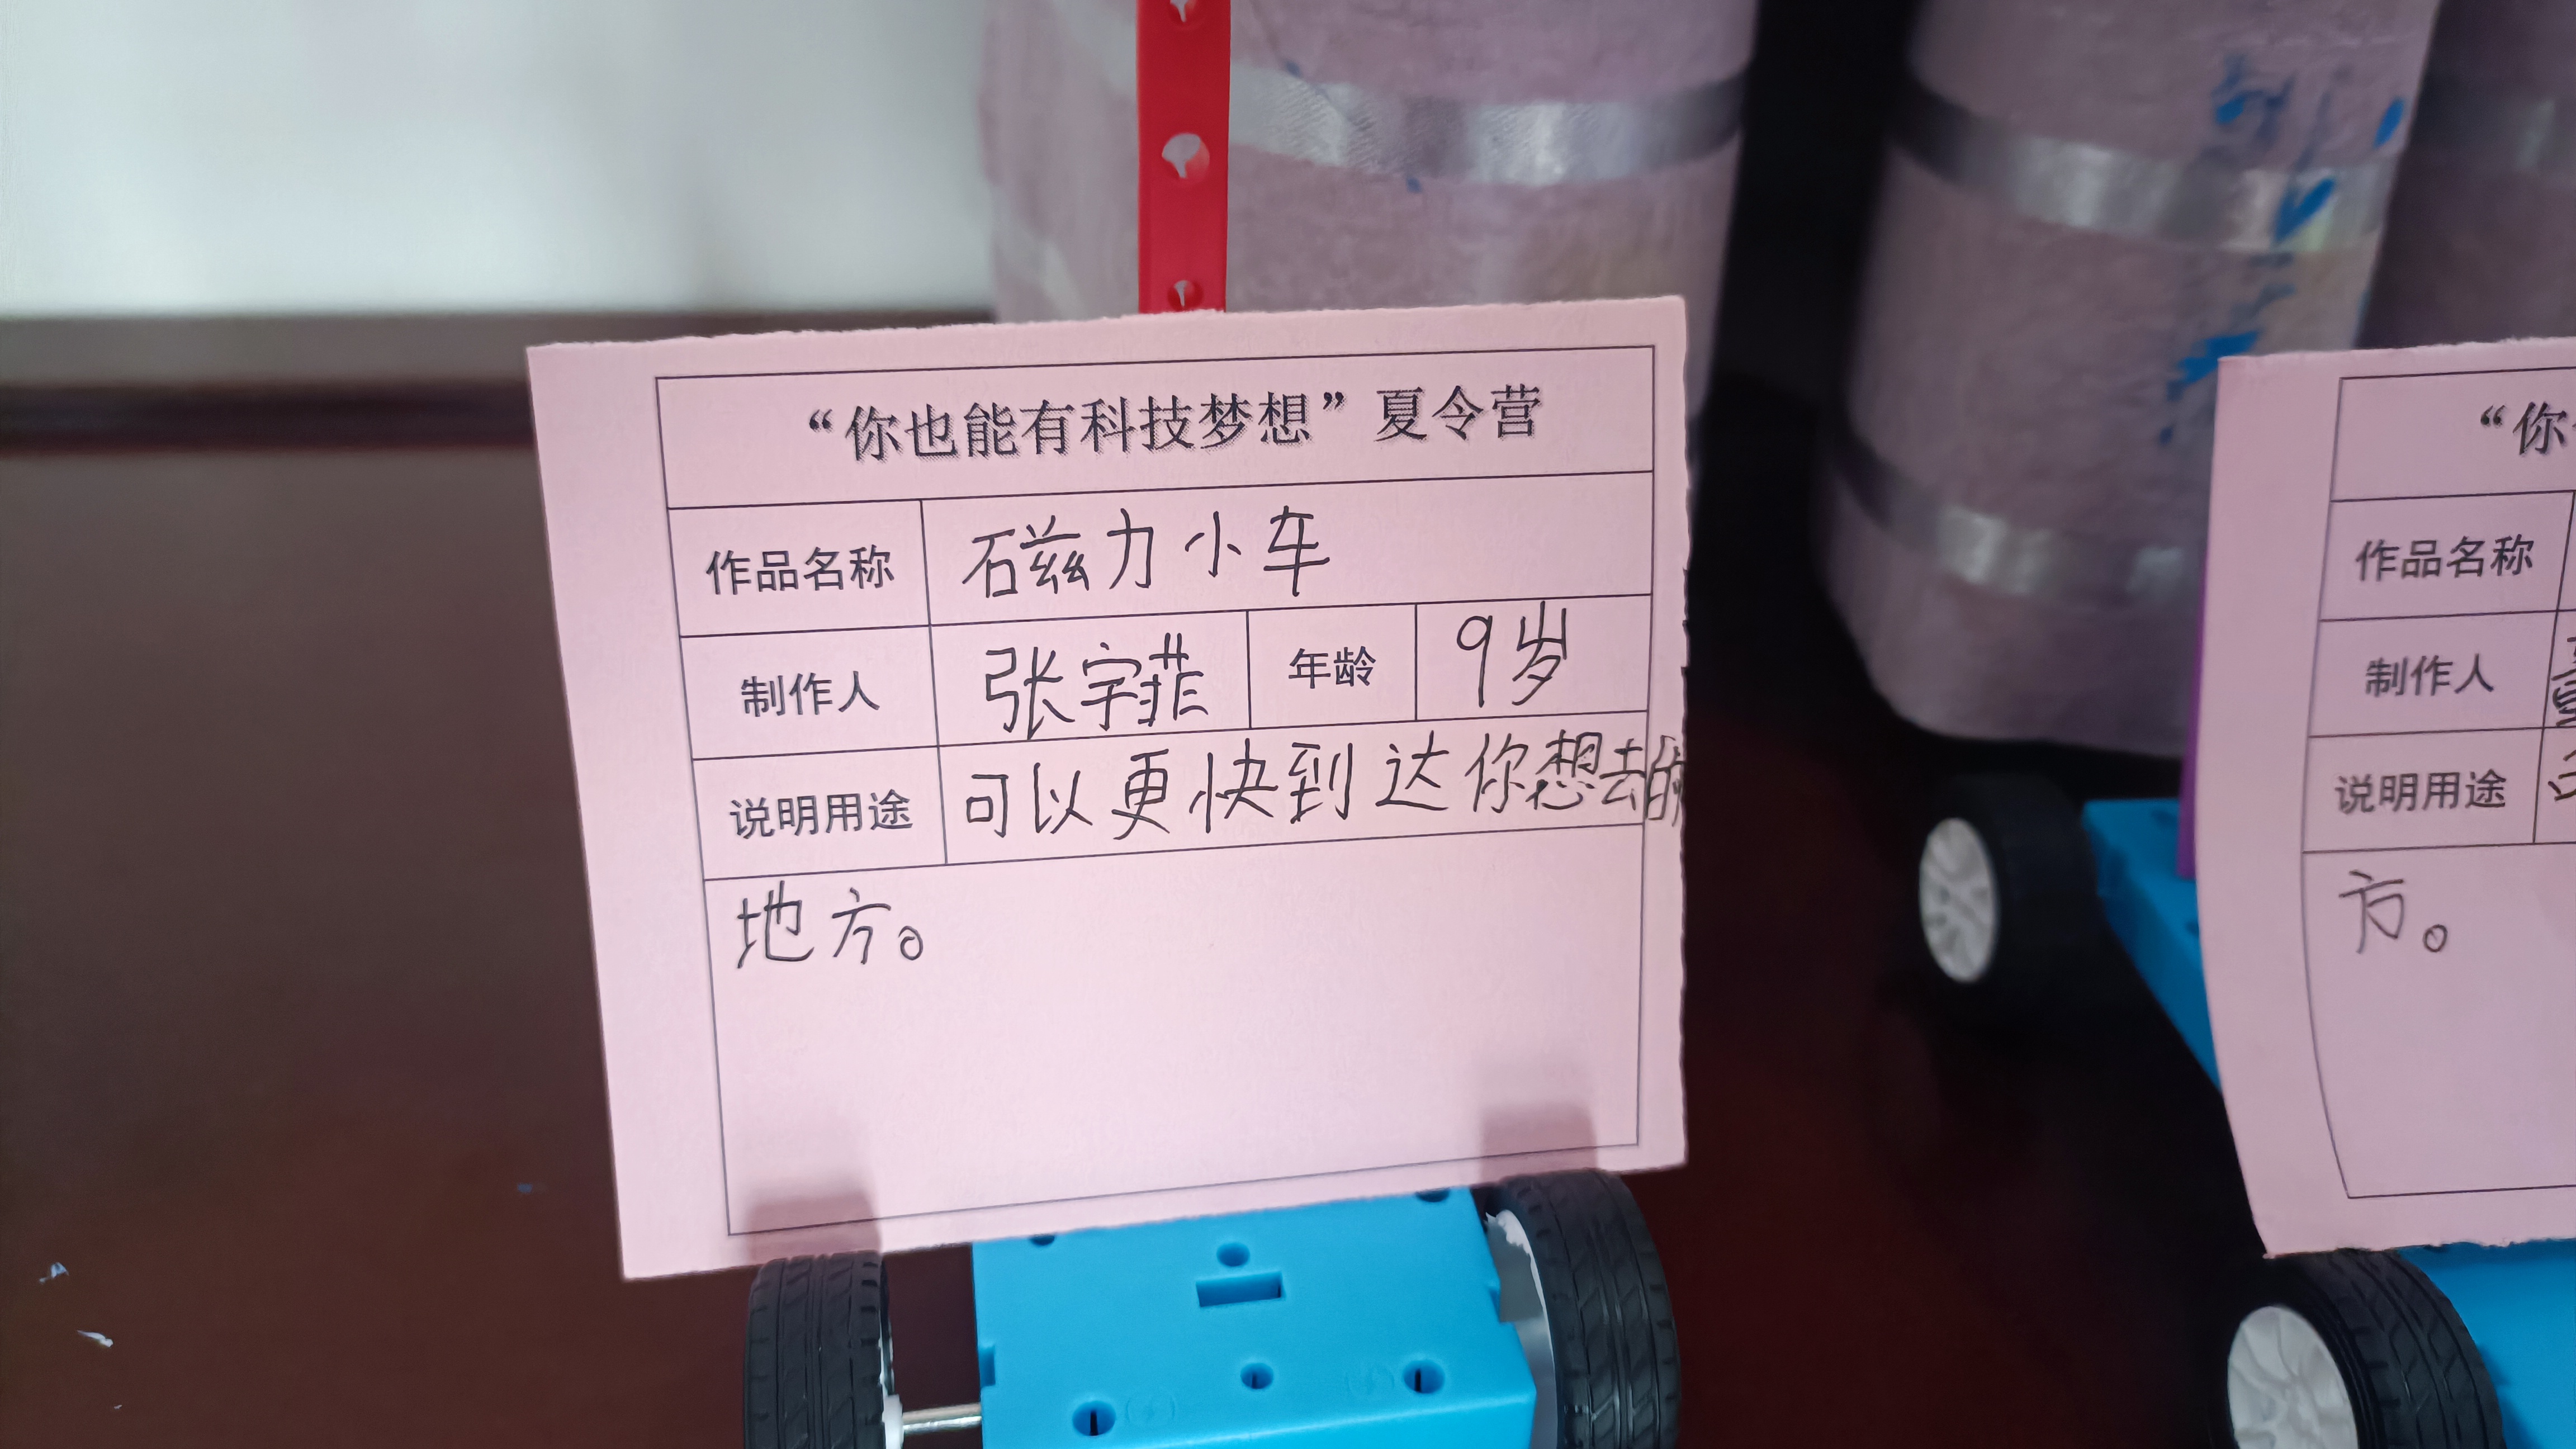 “你也能有科技梦想”夏令营
作品名称 磁力小车
制作人 张宇菲 年龄 9岁
说明用途 可以更快到达你想去的
地方。
“你
作品名称
制作人
说明用途
方。